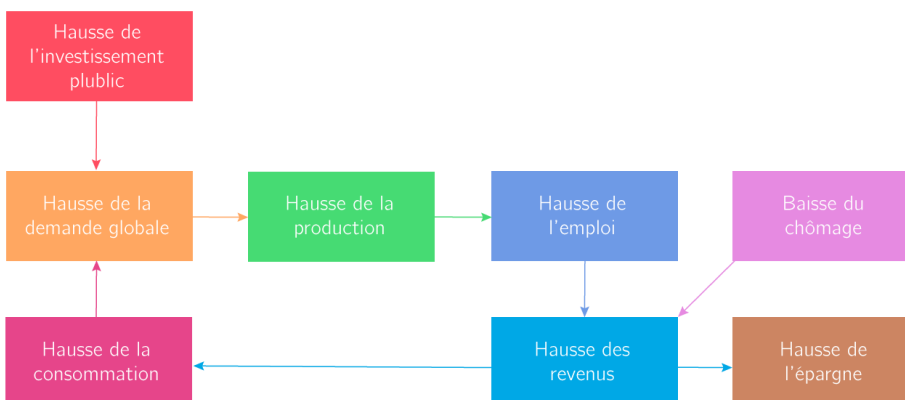 Hausse de
l'investissement
plublic
Hausse de la
demande globale
Hausse de la
production
Hausse de
l'emploi
Baisse du
chômage
Hausse de la
consommation
Hausse des
revenus
Hausse de
l'épargne